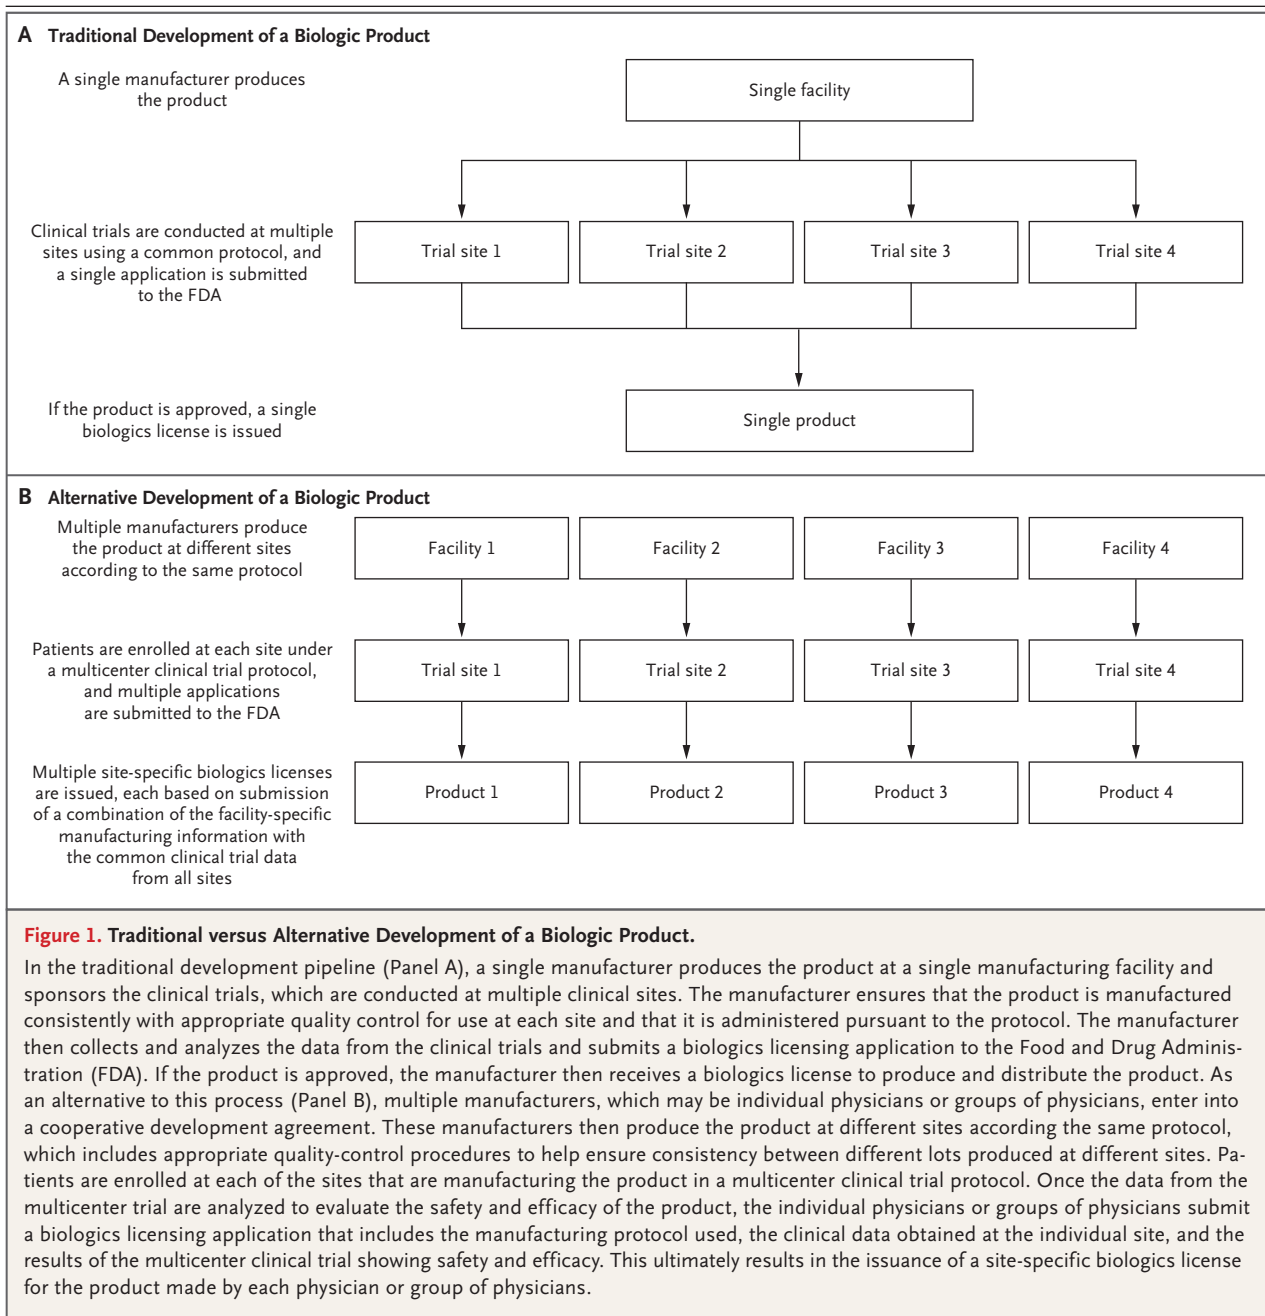 A Traditional Development of a Biologic Product
A single manufacturer produces
the product
Single facility
Clinical trials are conducted at multiple
sites using a common protocol, and
a single application is submitted
to the FDA
Trial site 1
Trial site 2
Trial site 3
Trial site 4
If the product is approved, a single
biologics license is issued
Single product
B Alternative Development of a Biologic Product
Multiple manufacturers produce
the product at different sites
according to the same protocol
Facility 1
Facility 2
Facility 3
Facility 4
Patients are enrolled at each site under
a multicenter clinical trial protocol,
and multiple applications
are submitted to the FDA
Trial site 1
Trial site 2
Trial site 3
Trial site 4
Multiple site-specific biologics licenses
are issued, each based on submission
of a combination of the facility-specific
manufacturing information with
the common clinical trial data
from all sites
Product 1
Product 2
Product 3
Product 4
Figure 1. Traditional versus Alternative Development of a Biologic Product.
In the traditional development pipeline (Panel A), a single manufacturer produces the product at a single manufacturing facility and
sponsors the clinical trials, which are conducted at multiple clinical sites. The manufacturer ensures that the product is manufactured
consistently with appropriate quality control for use at each site and that it is administered pursuant to the protocol. The manufacturer
then collects and analyzes the data from the clinical trials and submits a biologics licensing application to the Food and Drug Adminis-
tration (FDA). If the product is approved, the manufacturer then receives a biologics license to produce and distribute the product. As
an alternative to this process (Panel B), multiple manufacturers, which may be individual physicians or groups of physicians, enter into
a cooperative development agreement. These manufacturers then produce the product at different sites according the same protocol,
which includes appropriate quality-control procedures to help ensure consistency between different lots produced at different sites. Pa-
tients are enrolled at each of the sites that are manufacturing the product in a multicenter clinical trial protocol. Once the data from the
multicenter trial are analyzed to evaluate the safety and efficacy of the product, the individual physicians or groups of physicians submit
a biologics licensing application that includes the manufacturing protocol used, the clinical data obtained at the individual site, and the
results of the multicenter clinical trial showing safety and efficacy. This ultimately results in the issuance of a site-specific biologics license
for the product made by each physician or group of physicians.